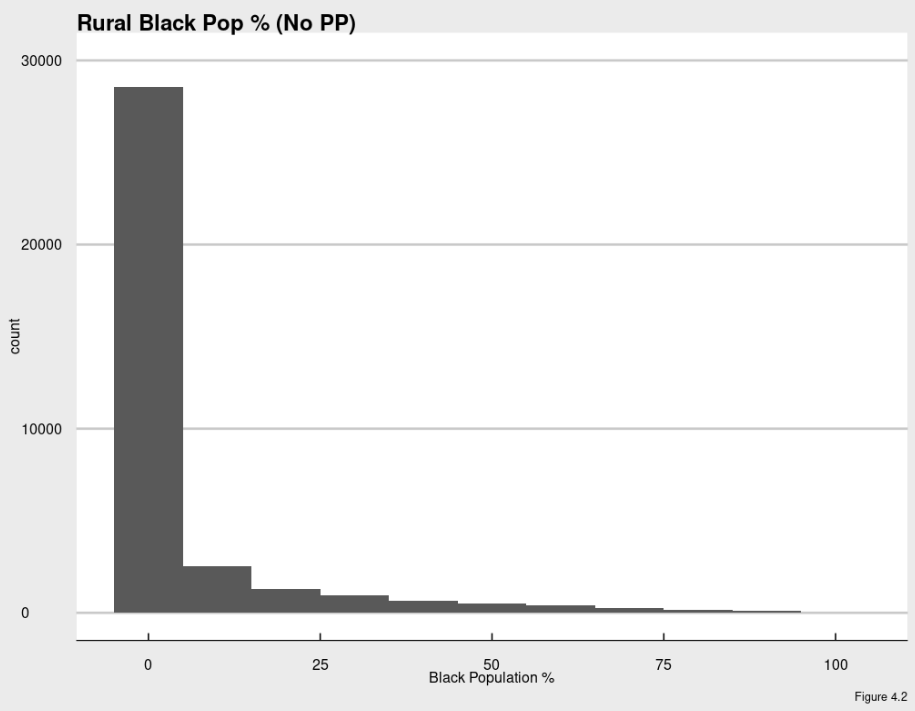 Rural Black Pop % (No PP)
30000
20000
10000
0
count
0 25 50 75 100
Black Population %
Figure 4.2